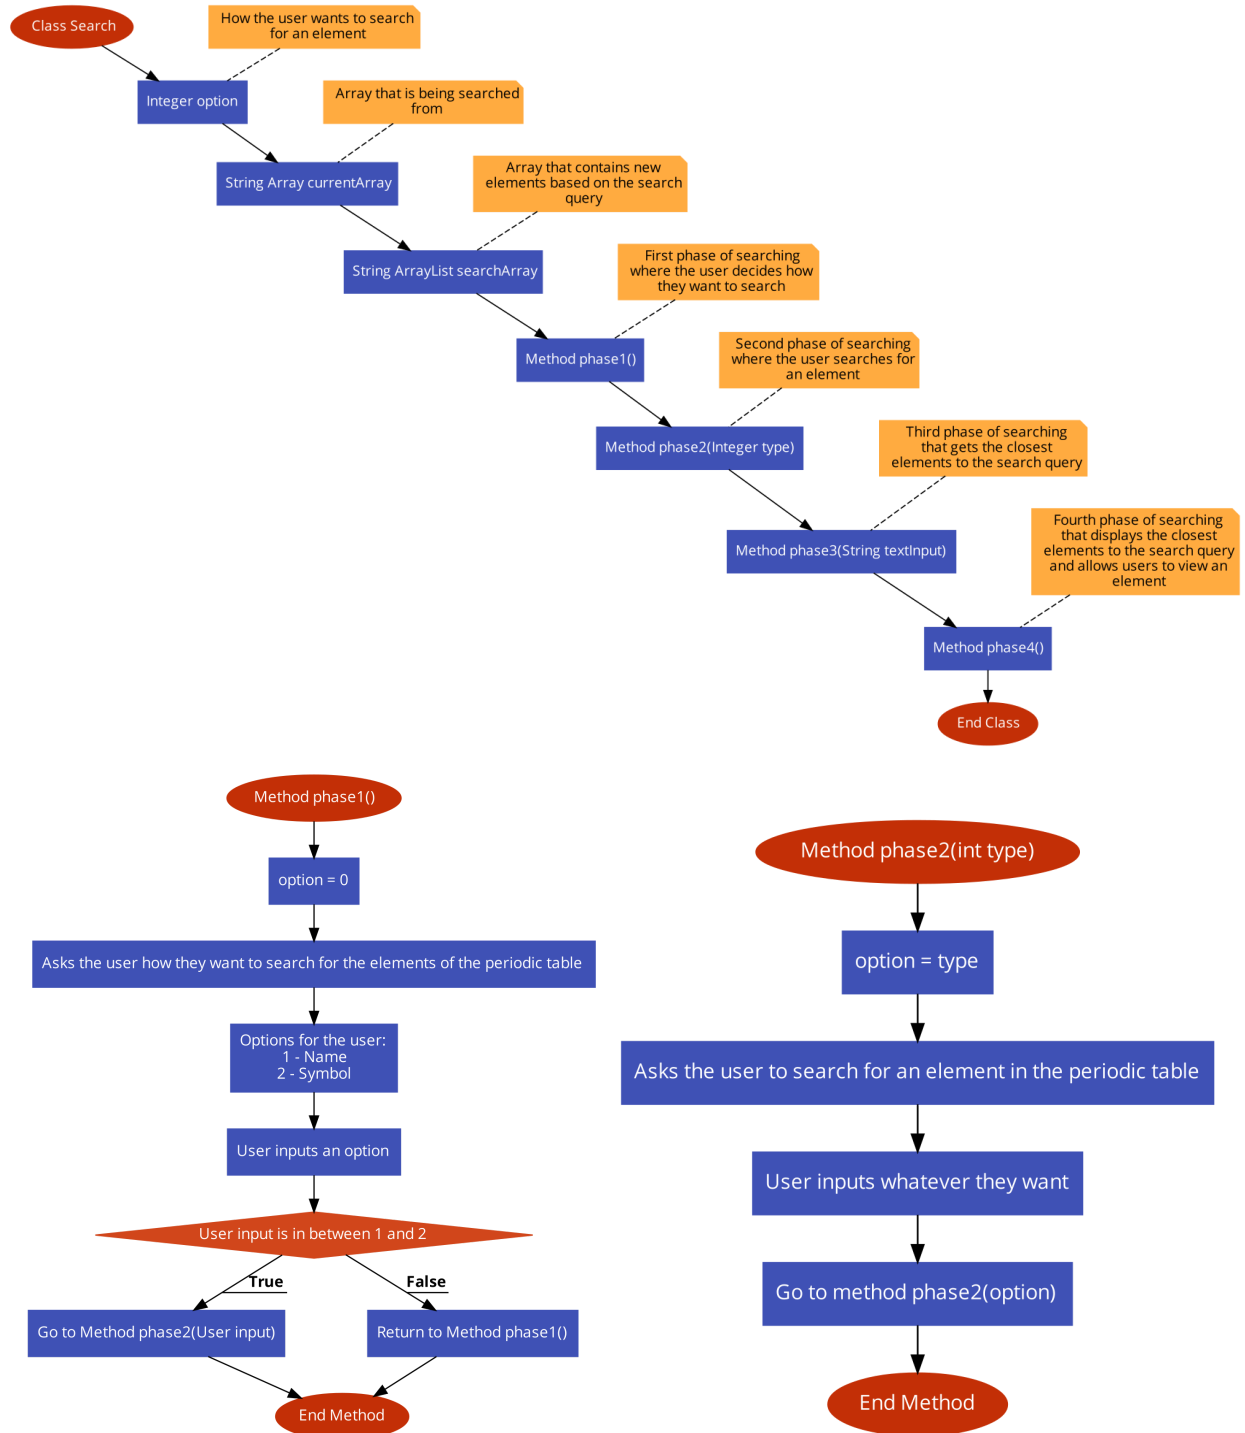 Class Search
How the user wants to search
for an element
Integer option
Array that is being searched
from
String Array currentArray
Array that contains new
elements based on the search
query
String ArrayList searchArray
First phase of searching
where the user decides how
they want to search
Method phase1()
Second phase of searching
where the user searches for
an element
Method phase2(Integer type)
Third phase of searching
that gets the closest
elements to the search query
Method phase3(String textInput)
Fourth phase of searching
that displays the closest
elements to the search query
and allows users to view an
element
Method phase4()
End Class
Method phase1()
option = 0
Asks the user how they want to search for the elements of the periodic table
Options for the user:
1 - Name
2 - Symbol
User inputs an option
User input is in between 1 and 2
True
False
Go to Method phase2(User input)
Return to Method phase1()
End Method
Method phase2(int type)
option = type
Asks the user to search for an element in the periodic table
User inputs whatever they want
Go to method phase2(option)
End Method